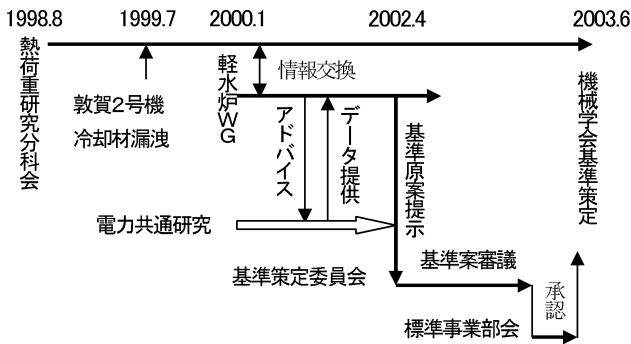 1998.8
1999.7
2000.1
2002.4
2003.6
熱荷重研究分科会
敦賀2号機
冷却材漏洩
軽水炉WG
情報交換
アドバイス
データ提供
基準原案提示
機械学会基準策定
電力共通研究
基準策定委員会
基準案審議
承認
標準事業部会